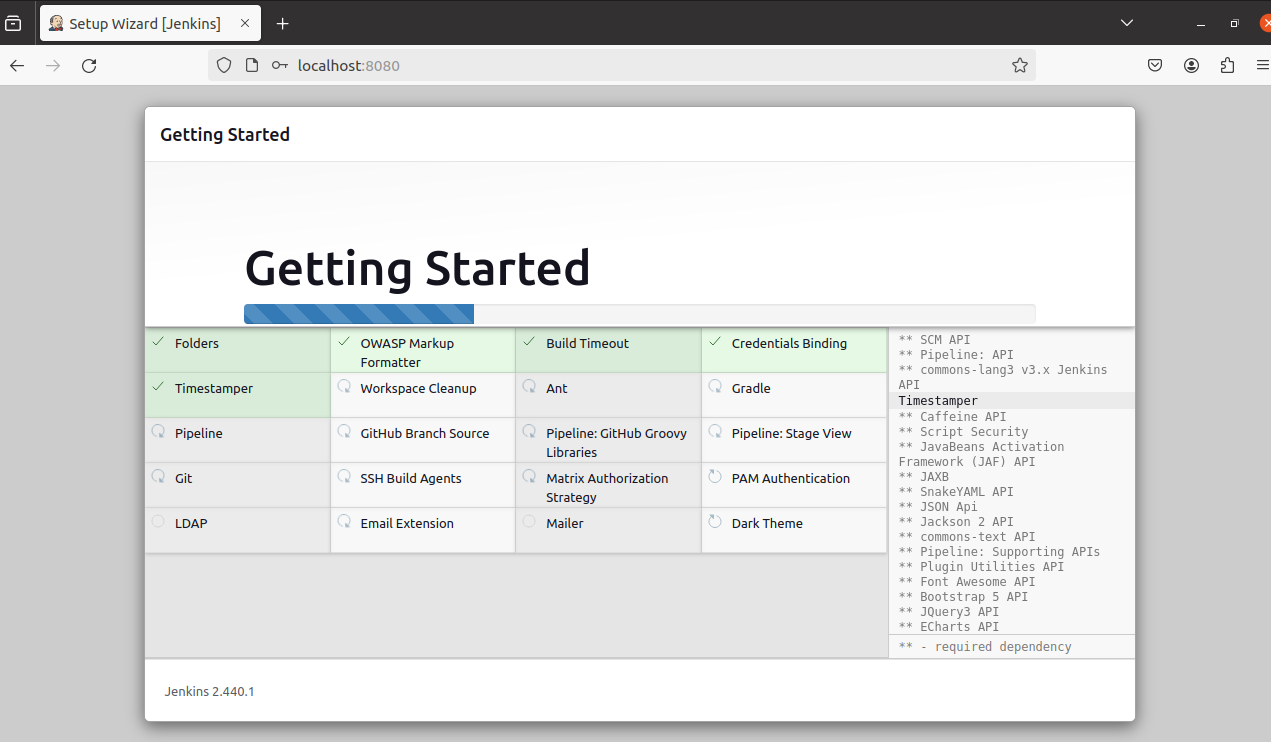 Setup Wizard [Jenkins]
localhost:8080
Getting Started
Getting Started
Folders
OWASP Markup
Formatter
Build Timeout
Credentials Binding
Timestamper
Workspace Cleanup
Ant
Gradle
Pipeline
GitHub Branch Source
Pipeline: GitHub Groovy
Libraries
Pipeline: Stage View
Git
SSH Build Agents
Matrix Authorization
Strategy
PAM Authentication
LDAP
Email Extension
Mailer
Dark Theme
** SCM API
** Pipeline: API
** commons-lang3 v3.x Jenkins
API
Timestamper
** Caffeine API
** Script Security
** JavaBeans Activation
Framework (JAF) API
** JAXB
** SnakeYAML API
** JSON Api
** Jackson 2 API
** commons-text API
** Pipeline: Supporting APIs
** Plugin Utilities API
** Font Awesome API
** Bootstrap 5 API
** JQuery3 API
** ECharts API
** - required dependency
Jenkins 2.440.1